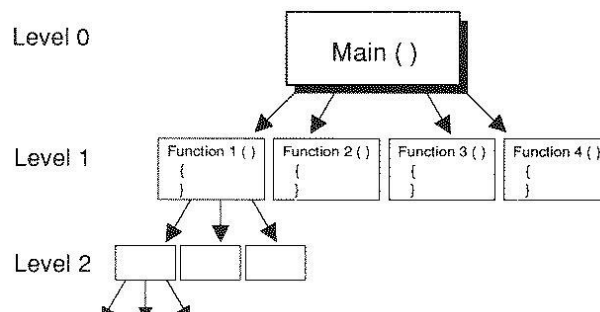 Level 0
Main ( )
Level 1
Function 1 ( )
{
}
Function 2 ( )
{
}
Function 3 ( )
{
}
Function 4 ( )
{
}
Level 2